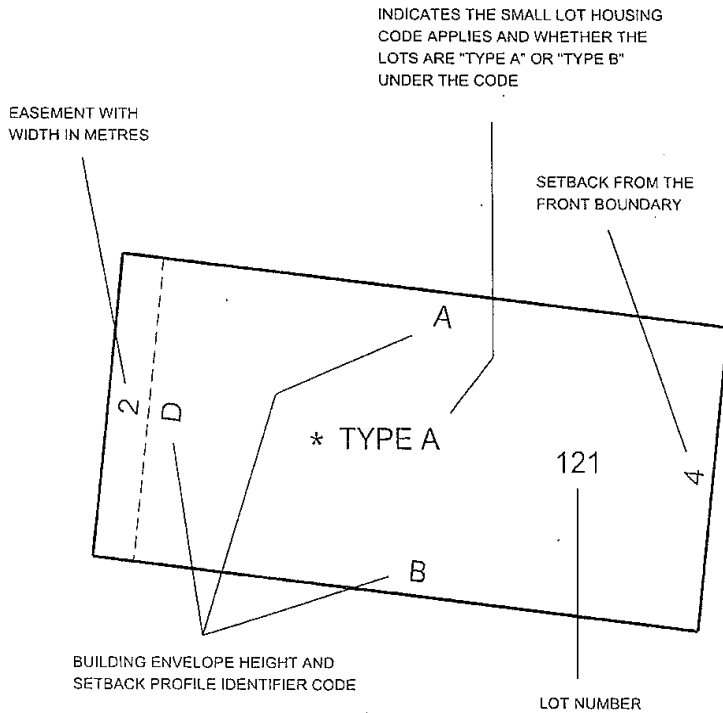 INDICATES THE SMALL LOT HOUSING
CODE APPLIES AND WHETHER THE
LOTS ARE "TYPE A" OR "TYPE B"
UNDER THE CODE
EASEMENT WITH
WIDTH IN METRES
SETBACK FROM THE
FRONT BOUNDARY
A
2
D
* TYPE A
121
4
B
BUILDING ENVELOPE HEIGHT AND
SETBACK PROFILE IDENTIFIER CODE
LOT NUMBER